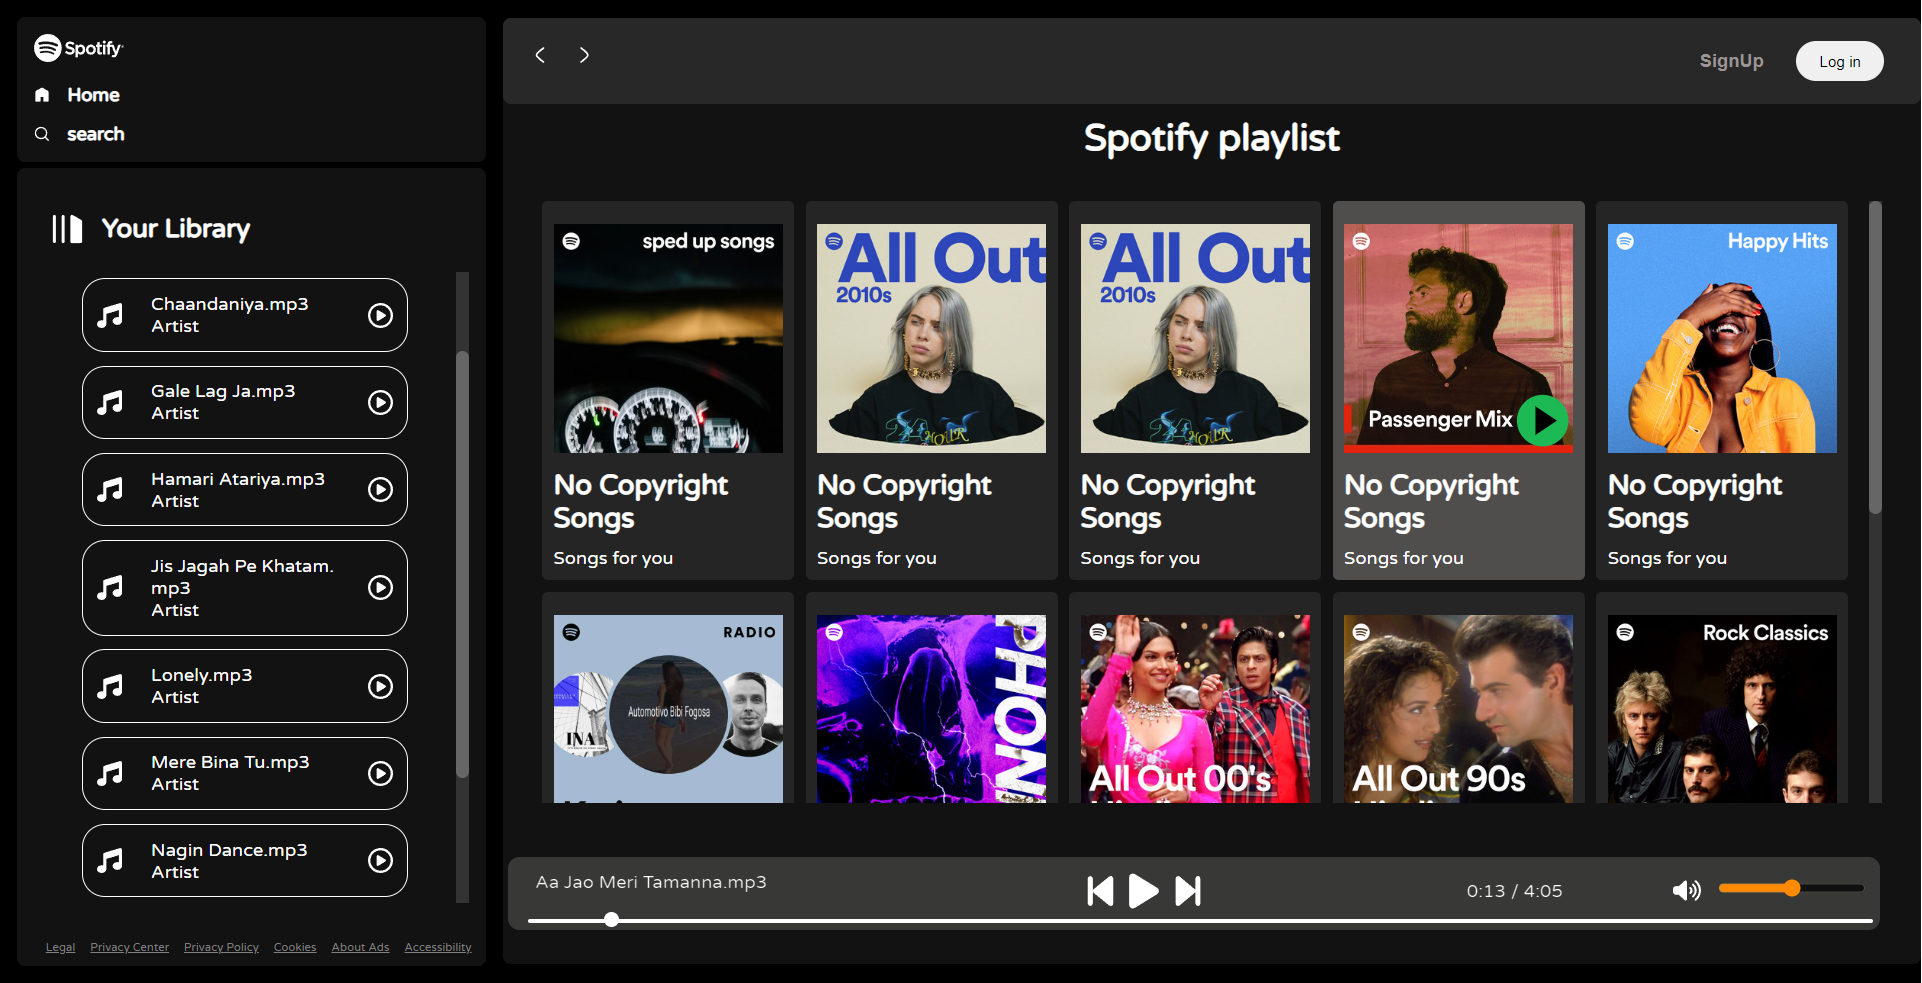 Spotify
Home
search
Your Library
Chaandaniya.mp3
Artist
Gale Lag Ja.mp3
Artist
Hamari Atariya.mp3
Artist
Jis Jagah Pe Khatam.
mp3
Artist
Lonely.mp3
Artist
Mere Bina Tu.mp3
Artist
Nagin Dance.mp3
Artist
Legal Privacy Center Privacy Policy Cookies About Ads Accessibility
SignUp Log in
Spotify playlist
sped up songs
No Copyright
Songs
Songs for you
All Out
2010s
No Copyright
Songs
Songs for you
All Out
2010s
No Copyright
Songs
Songs for you
Passenger Mix
No Copyright
Songs
Songs for you
Happy Hits
No Copyright
Songs
Songs for you
RADIO
INA
Automotivo Bibi Fogosa
PHON
All Out 00's
All Out 90s
Rock Classics
Aa Jao Meri Tamanna.mp3
0:13 / 4:05